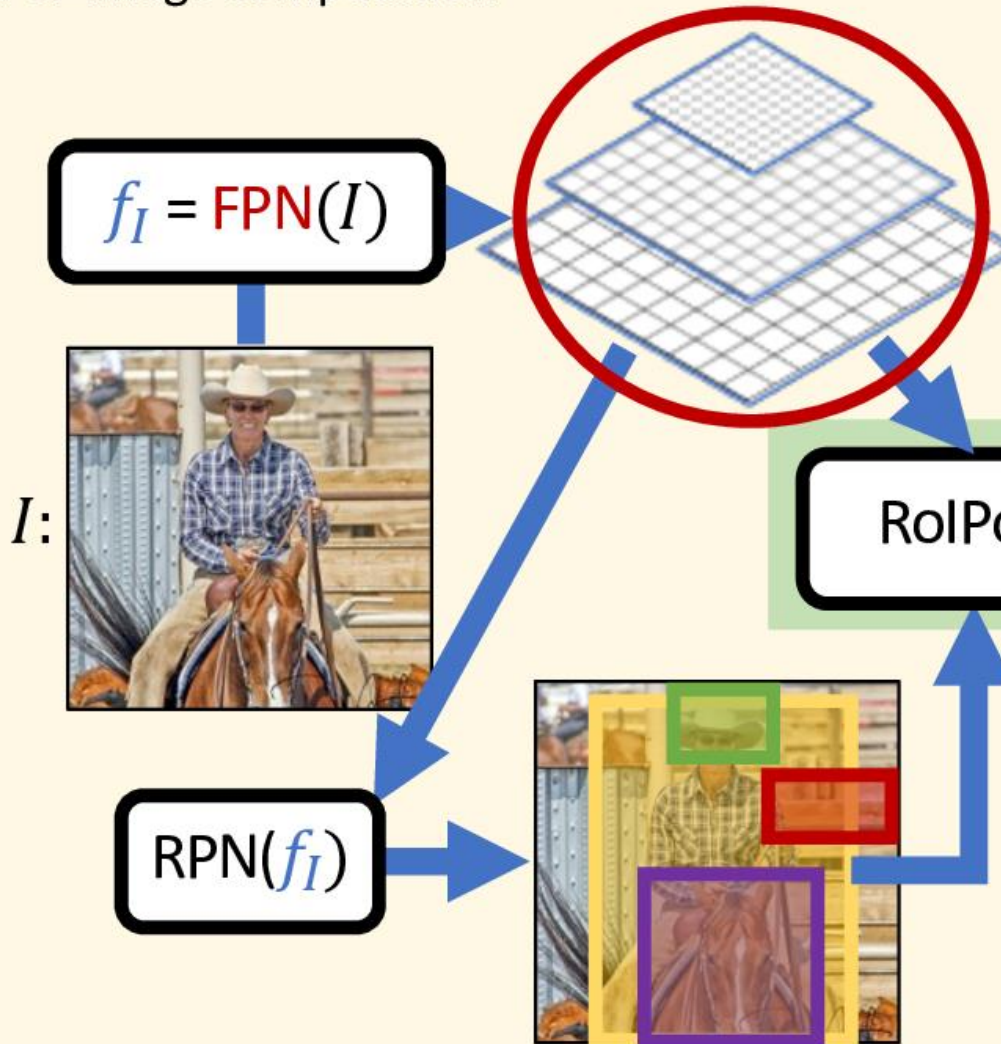 f_I = FPN(I)
I:
RoIPo
RPN(f_I)